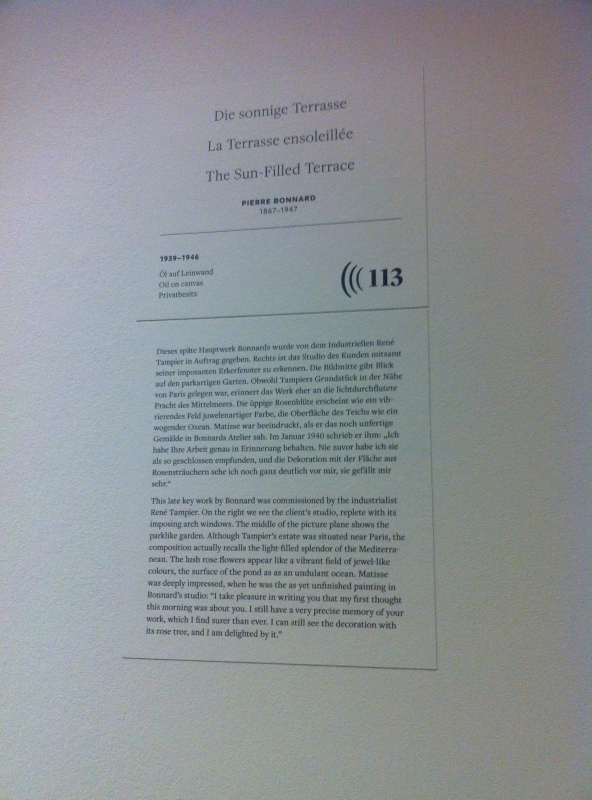 Die sonnige Terrasse
La Terrasse ensoleillée
The Sun-Filled Terrace
PIERRE BONNARD
1867–1947
1939–1946
Öl auf Leinwand
Oil on canvas
Privatbesitz
113
Dieses späte Hauptwerk Bonnards wurde von dem Industriellen René
Tampier in Auftrag gegeben. Rechts ist das Studio des Kunden mitsamt
seiner imposanten Erkerfenster zu erkennen. Die Bildmitte gibt Blick
auf den parkartigen Garten. Obwohl Tampiers Grundstück in der Nähe
von Paris gelegen war, erinnert das Werk eher an die lichtdurchflutete
Pracht des Mittelmeers. Die üppige Rosenblüte erscheint wie ein vib-
rierendes Feld juwelenartiger Farbe, die Oberfläche des Teichs wie ein
wogender Ozean. Matisse war beeindruckt, als er das noch unfertige
Gemälde in Bonnards Atelier sah. Im Januar 1940 schrieb er ihm: „Ich
habe Ihre Arbeit genau in Erinnerung behalten. Nie zuvor habe ich sie
als so geschlossen empfunden, und die Dekoration mit der Fläche aus
Rosensträuchern sehe ich noch ganz deutlich vor mir, sie gefällt mir
sehr.“
This late key work by Bonnard was commissioned by the industrialist
René Tampier. On the right we see the client's studio, replete with its
imposing arch windows. The middle of the picture plane shows the
parklike garden. Although Tampier's estate was situated near Paris, the
composition actually recalls the light-filled splendor of the Mediterra-
nean. The lush rose flowers appear like a vibrant field of jewel-like
colours, the surface of the pond as as an undulant ocean. Matisse
was deeply impressed, when he was the as yet unfinished painting in
Bonnard's studio: “I take pleasure in writing you that my first thought
this morning was about you. I still have a very precise memory of your
work, which I find surer than ever. I can still see the decoration with
its rose tree, and I am delighted by it.”